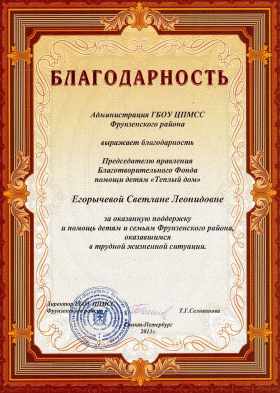 БЛАГОДАРНОСТЬ
Администрация ГБОУ ЦПМСС
Фрунзенского района
выражает благодарность
Председателю правления
Благотворительного Фонда
помощи детям «Теплый дом»
Егорычевой Светлане Леонидовне
за оказанную поддержку
и помощь детям и семьям Фрунзенского района,
оказавшимся
в трудной жизненной ситуации.
Директор ГБОУ ЦПМСС
Фрунзенского района
Т.Г.Селиванова
Санкт-Петербург
2013г.